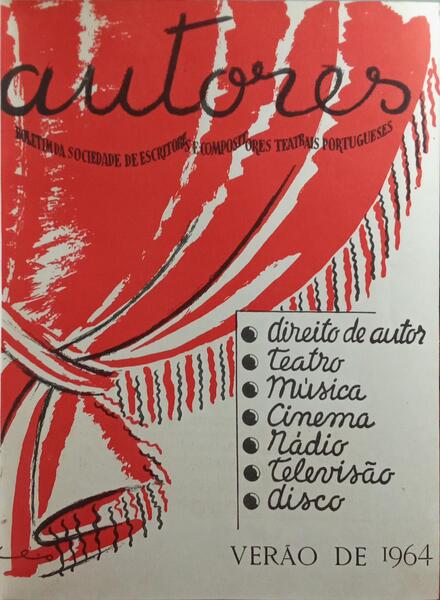 autores
BOLETIM DA SOCIEDADE DE ESCRITORES E COMPOSITORES TEATRAIS PORTUGUESES
direito de autor
teatro
Música
Cinema
Rádio
Televisão
disco
VERÃO DE 1964